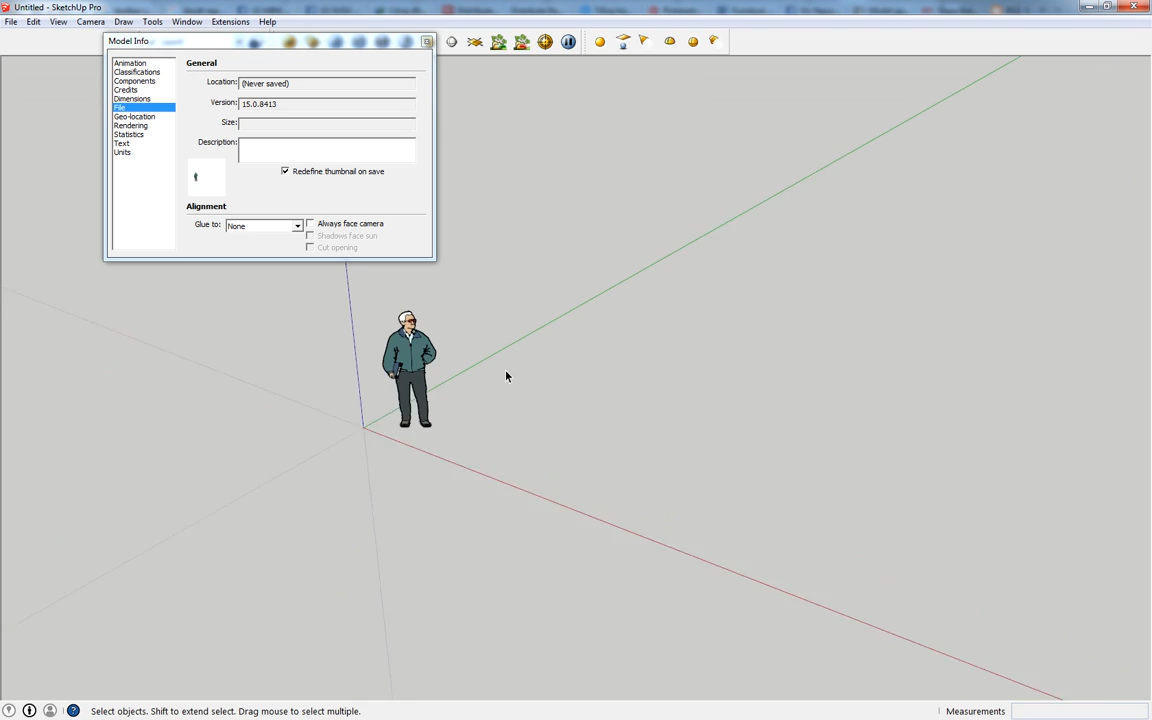 Untitled - SketchUp Pro
File Edit View Camera Draw Tools Window Extensions Help
Model Info
Animation
Classifications
Components
Credits
Dimensions
File
Geo-location
Rendering
Statistics
Text
Units
General
Location: (Never saved)
Version: 15.0.8413
Size:
Description:
Redefine thumbnail on save
Alignment
Glue to: None
Always face camera
Shadows face sun
Cut opening
Select objects. Shift to extend select. Drag mouse to select multiple.
Measurements